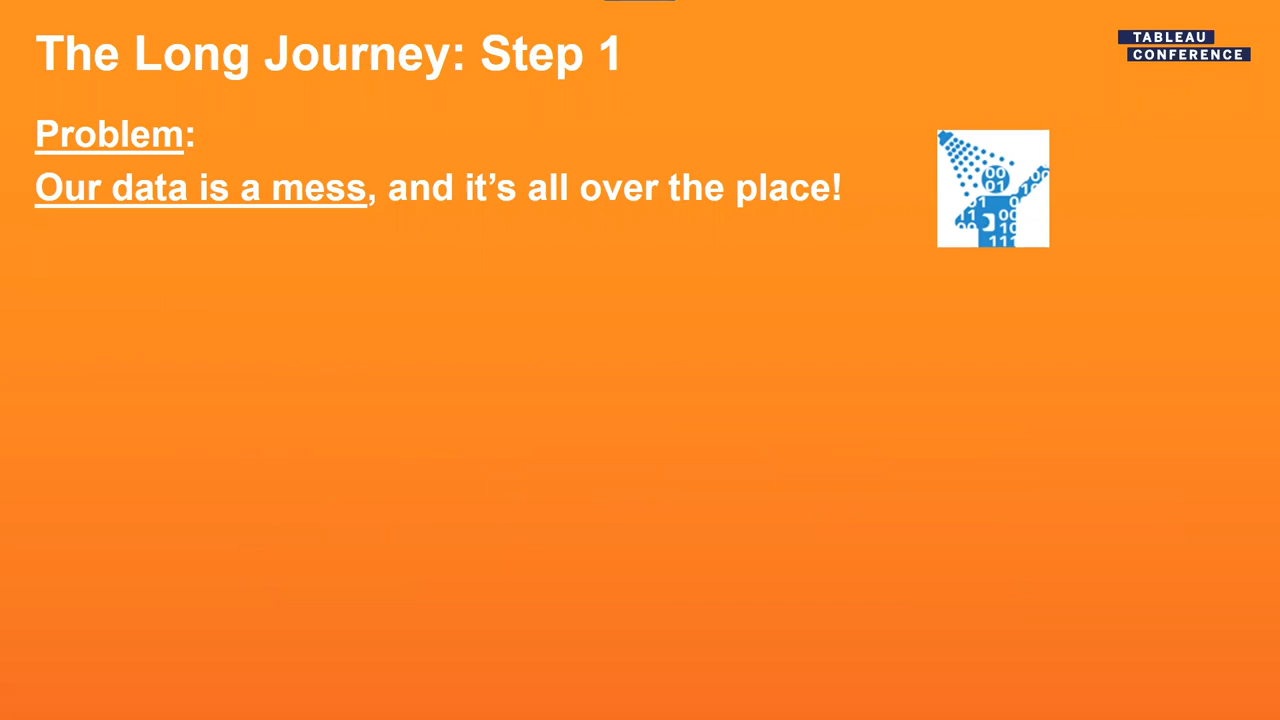 The Long Journey: Step 1
TABLEAU
CONFERENCE
Problem:
Our data is a mess, and it’s all over the place!